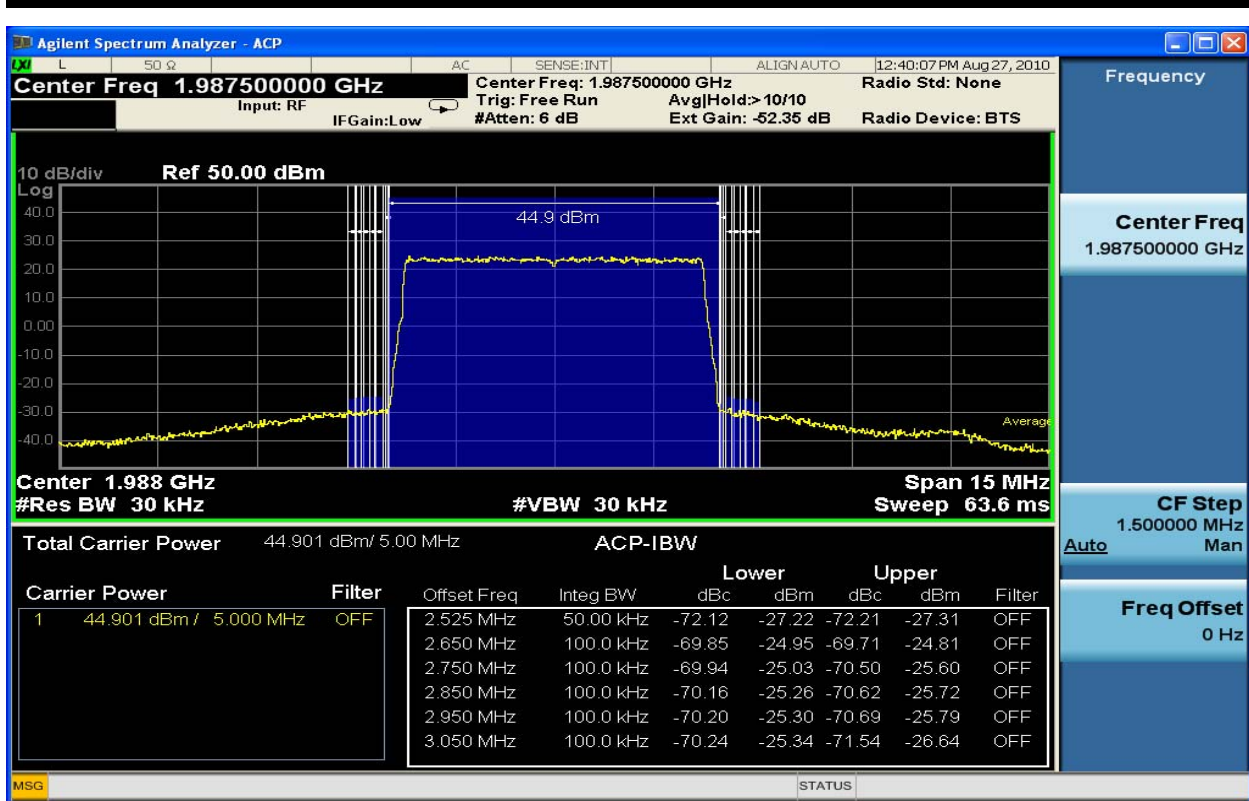 Agilent Spectrum Analyzer - ACP
LXI L 50 Ω AC SENSE:INT ALIGN AUTO 12:40:07 PM Aug 27, 2010
Center Freq 1.987500000 GHz
Input: RF
IFGain:Low
Center Freq: 1.987500000 GHz
Trig: Free Run Avg|Hold:> 10/10
#Atten: 6 dB Ext Gain: -52.35 dB
Radio Std: None
Radio Device: BTS
Frequency
10 dB/div Ref 50.00 dBm
Log
40.0
30.0
20.0
10.0
0.00
-10.0
-20.0
-30.0
-40.0
44.9 dBm
Average
Center 1.988 GHz Span 15 MHz
#Res BW 30 kHz #VBW 30 kHz Sweep 63.6 ms
Center Freq
1.987500000 GHz
CF Step
1.500000 MHz
Auto Man
Freq Offset
0 Hz
Total Carrier Power 44.901 dBm/ 5.00 MHz ACP-IBW
Lower Upper
Carrier Power Filter Offset Freq Integ BW dBc dBm dBc dBm Filter
1 44.901 dBm / 5.000 MHz OFF 2.525 MHz 50.00 kHz -72.12 -27.22 -72.21 -27.31 OFF
2.650 MHz 100.0 kHz -69.85 -24.95 -69.71 -24.81 OFF
2.750 MHz 100.0 kHz -69.94 -25.03 -70.50 -25.60 OFF
2.850 MHz 100.0 kHz -70.16 -25.26 -70.62 -25.72 OFF
2.950 MHz 100.0 kHz -70.20 -25.30 -70.69 -25.79 OFF
3.050 MHz 100.0 kHz -70.24 -25.34 -71.54 -26.64 OFF
MSG STATUS